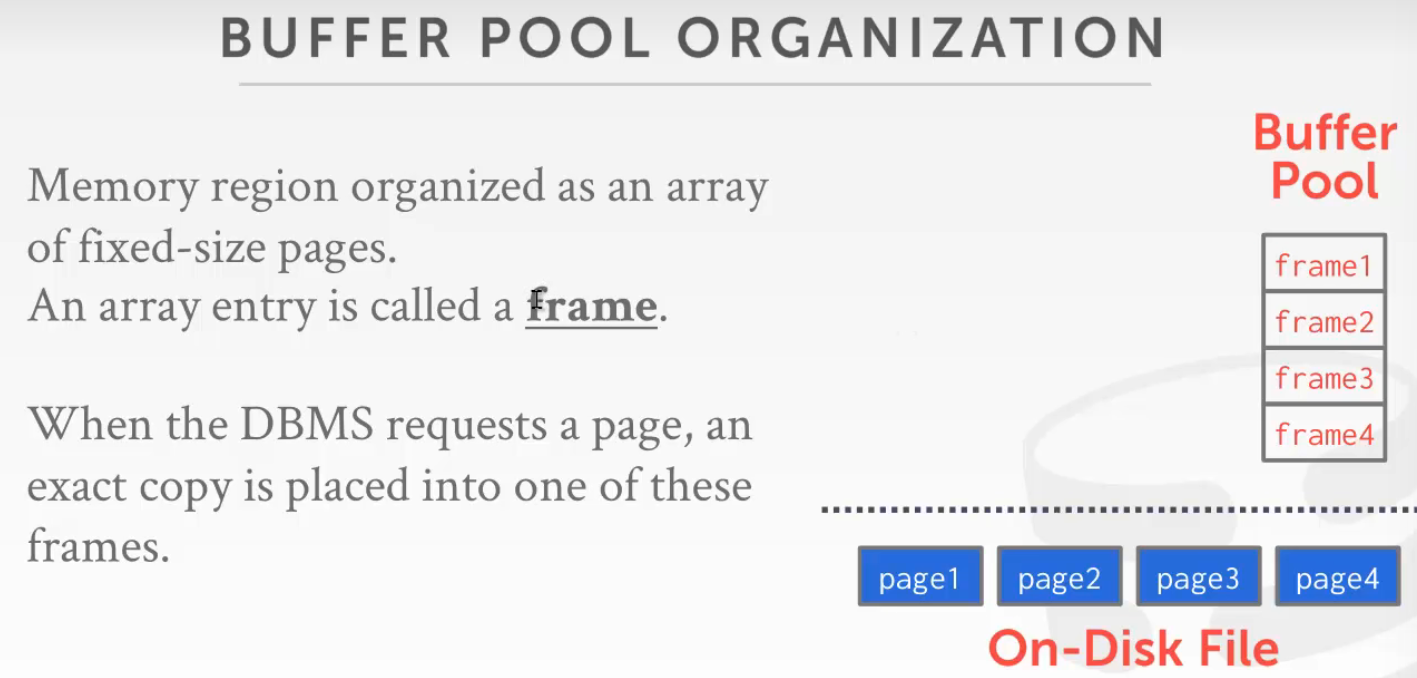 BUFFER POOL ORGANIZATION
Memory region organized as an array
of fixed-size pages.
An array entry is called a frame.
When the DBMS requests a page, an
exact copy is placed into one of these
frames.
Buffer
Pool
frame1
frame2
frame3
frame4
page1 page2 page3 page4
On-Disk File